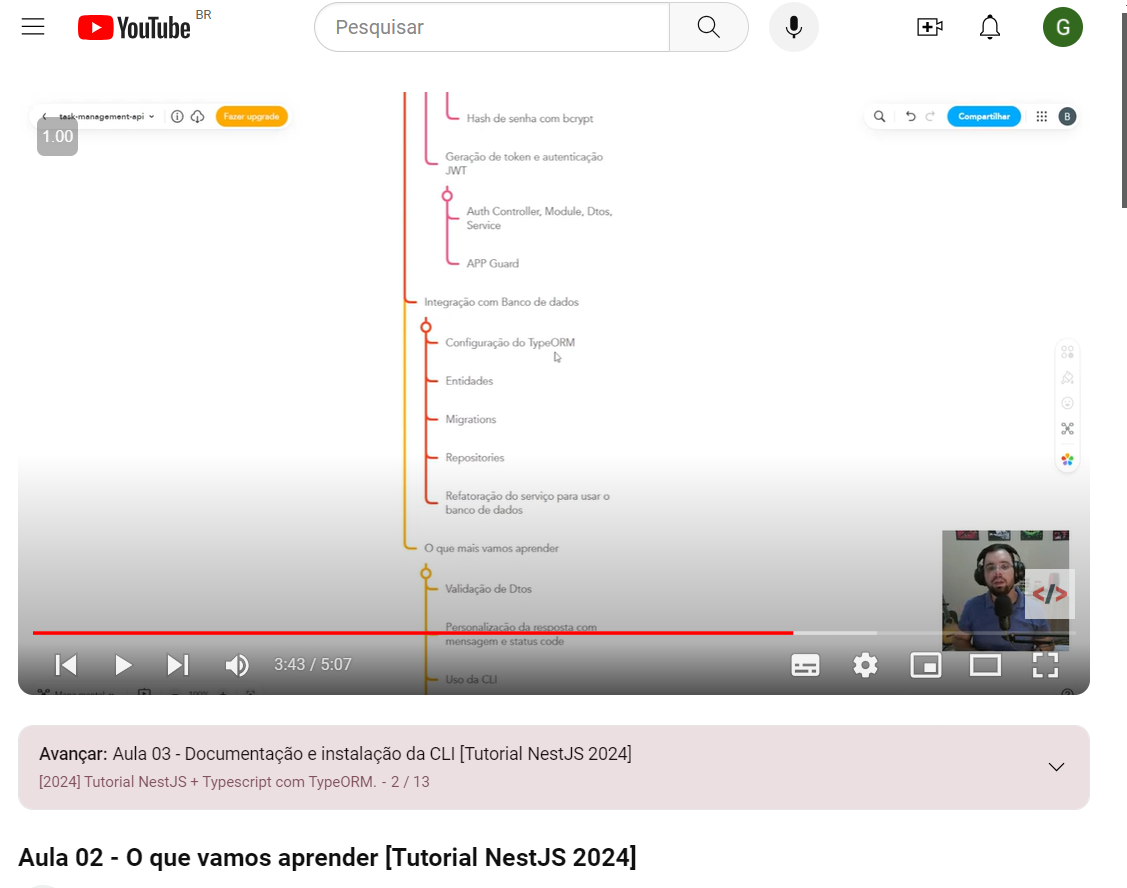 YouTube BR
Pesquisar
G
task-management-api
Fazer upgrade
Compartilhar
B
1.00
Hash de senha com bcrypt
Geração de token e autenticação
JWT
Auth Controller, Module, Dtos,
Service
APP Guard
Integração com Banco de dados
Configuração do TypeORM
Entidades
Migrations
Repositories
Refatoração do serviço para usar o
banco de dados
O que mais vamos aprender
Validação de Dtos
Personalização da resposta com
mensagem e status code
Uso da CLI
</>
3:43 / 5:07
Avançar: Aula 03 - Documentação e instalação da CLI [Tutorial NestJS 2024]
[2024] Tutorial NestJS + Typescript com TypeORM. - 2 / 13
Aula 02 - O que vamos aprender [Tutorial NestJS 2024]